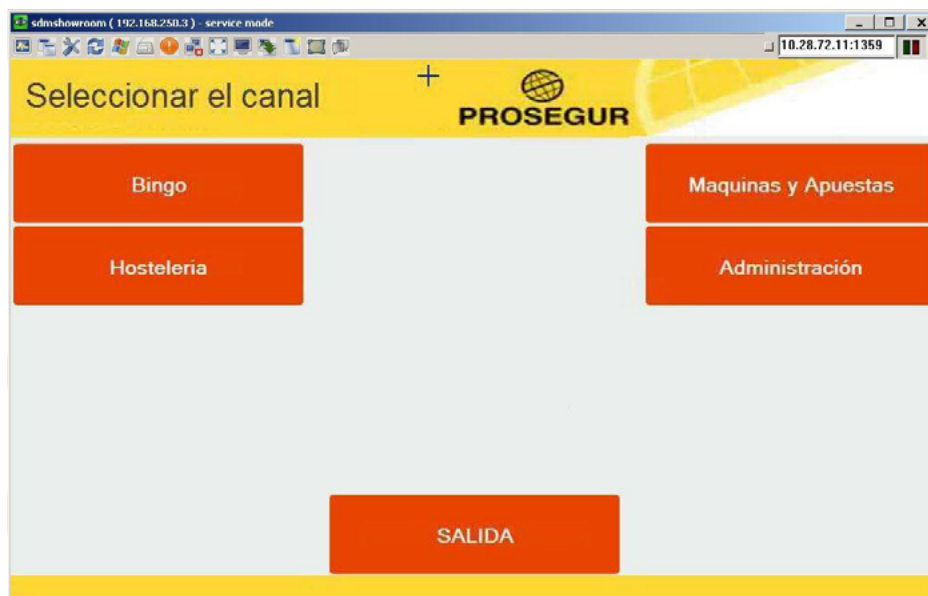 sdmshowroom ( 192.168.250.3 ) - service mode
10.28.72.11:1359
Seleccionar el canal
PROSEGUR
Bingo
Maquinas y Apuestas
Hosteleria
Administración
SALIDA